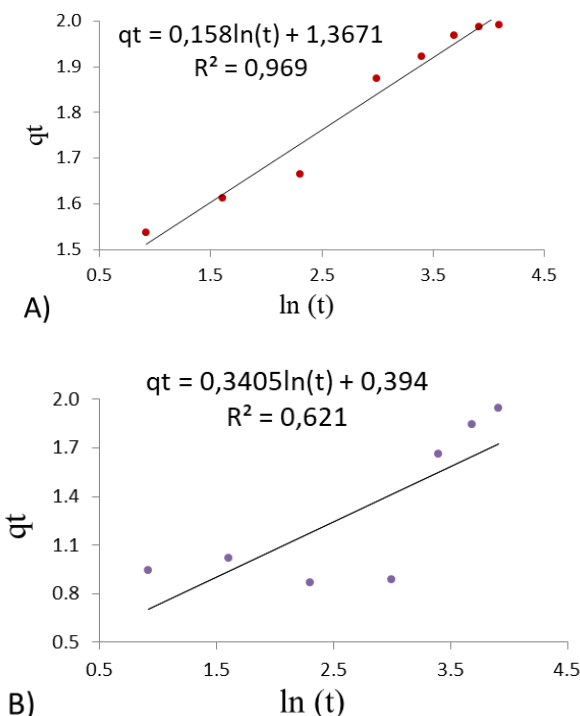 qt = 0,158ln(t) + 1,3671
R² = 0,969
2.0
1.9
1.8
1.7
1.6
1.5
qt
0.5 1.5 2.5 3.5 4.5
ln (t)
A)
qt = 0,3405ln(t) + 0,394
R² = 0,621
2.0
1.7
1.4
1.1
0.8
0.5
qt
0.5 1.5 2.5 3.5 4.5
ln (t)
B)